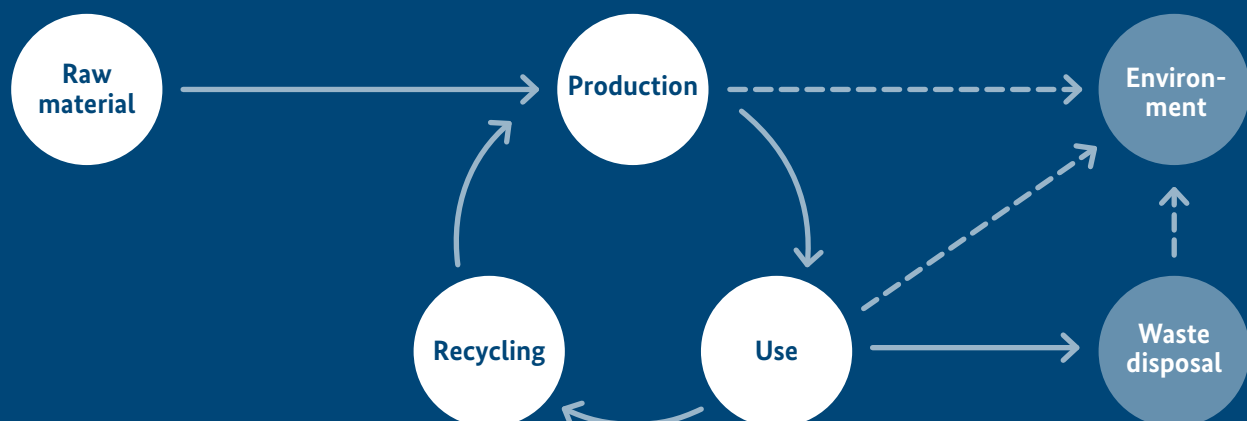 Raw
material
Production
Environ-
ment
Recycling
Use
Waste
disposal